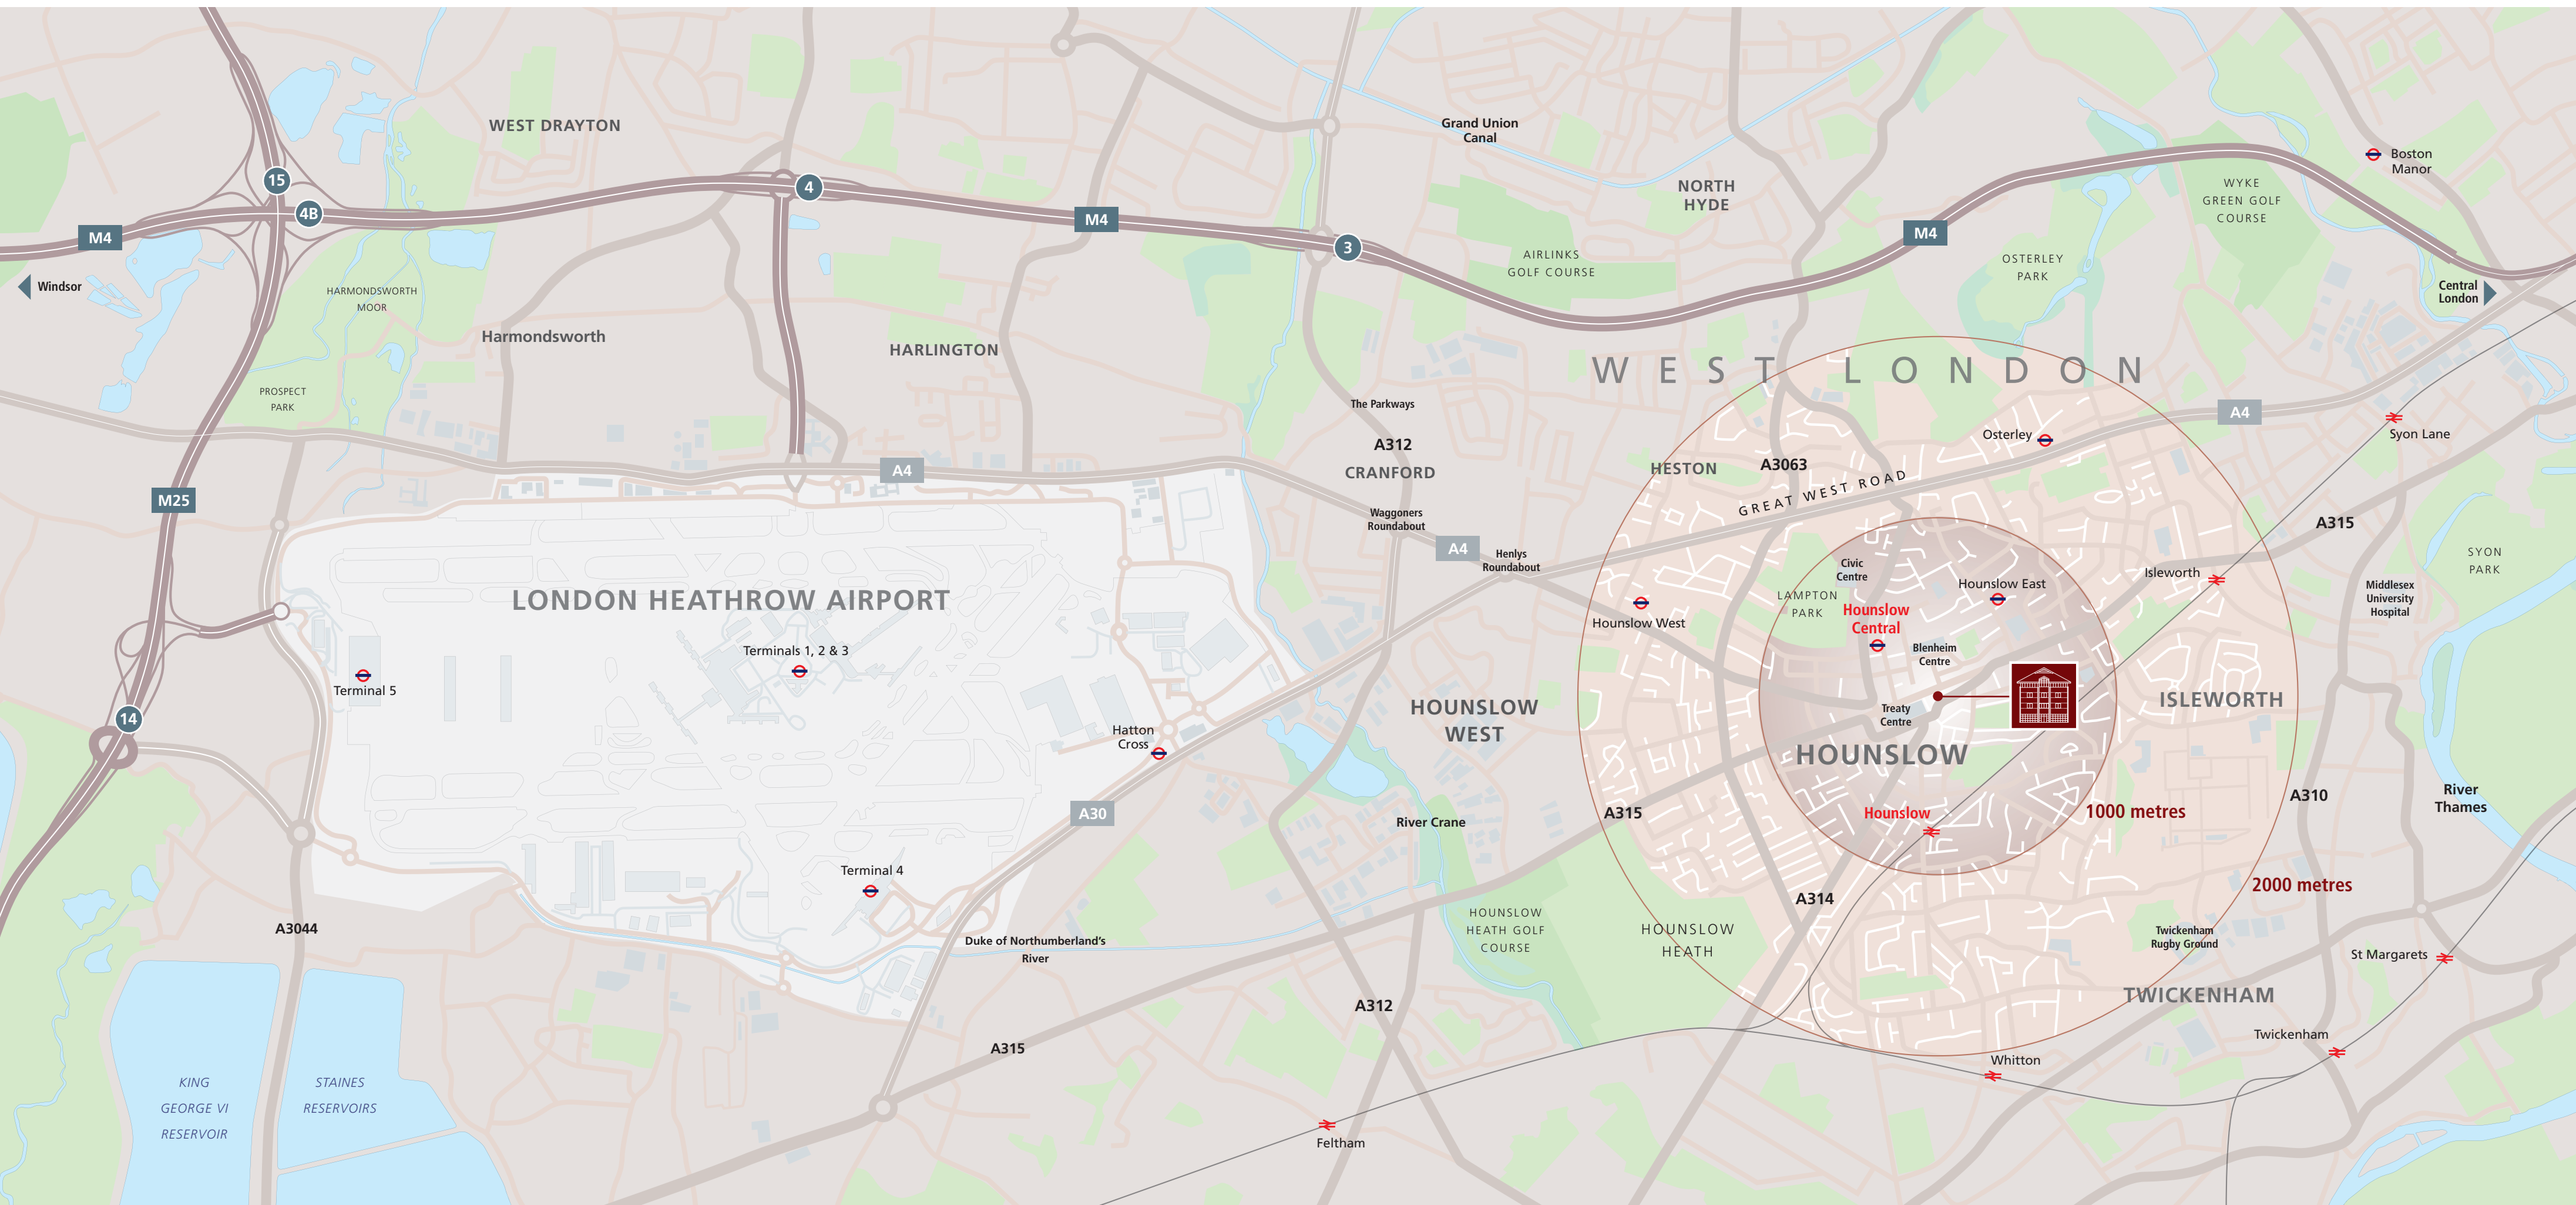 WEST DRAYTON
Grand Union
Canal
Boston
Manor
15
4B
4
M4
M4
3
NORTH
HYDE
M4
WYKE
GREEN GOLF
COURSE
M4
Windsor
HARMONDSWORTH
MOOR
AIRLINKS
GOLF COURSE
OSTERLEY
PARK
Central
London
Harmondsworth
HARLINGTON
WEST LONDON
PROSPECT
PARK
The Parkways
A312
CRANFORD
A4
A4
Osterley
Syon Lane
HESTON
A3063
GREAT WEST ROAD
M25
Waggoners
Roundabout
A4
Henlys
Roundabout
A315
SYON
PARK
Civic
Centre
Hounslow East
Isleworth
Middlesex
University
Hospital
LONDON HEATHROW AIRPORT
LAMPTON
PARK
Hounslow
Central
Hounslow West
Terminals 1, 2 & 3
Terminal 5
Blenheim
Centre
14
Hatton
Cross
HOUNSLOW
WEST
Treaty
Centre
ISLEWORTH
HOUNSLOW
A30
River Crane
A315
Hounslow
1000 metres
A310
River
Thames
Terminal 4
A314
2000 metres
A3044
Duke of Northumberland's
River
HOUNSLOW
HEATH GOLF
COURSE
HOUNSLOW
HEATH
Twickenham
Rugby Ground
St Margarets
TWICKENHAM
A312
A315
Twickenham
Whitton
KING
GEORGE VI
RESERVOIR
STAINES
RESERVOIRS
Feltham